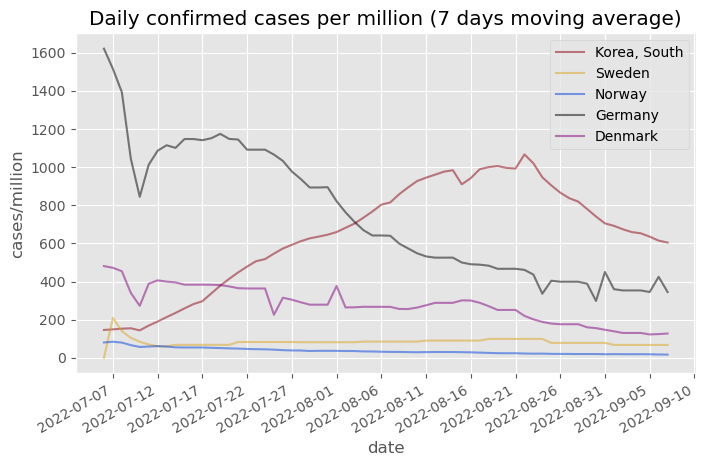 Daily confirmed cases per million (7 days moving average)
Korea, South
Sweden
Norway
Germany
Denmark
cases/million
1600
1400
1200
1000
800
600
400
200
0
2022-07-07
2022-07-12
2022-07-17
2022-07-22
2022-07-27
2022-08-01
2022-08-06
2022-08-11
2022-08-16
2022-08-21
2022-08-26
2022-08-31
2022-09-05
2022-09-10
date